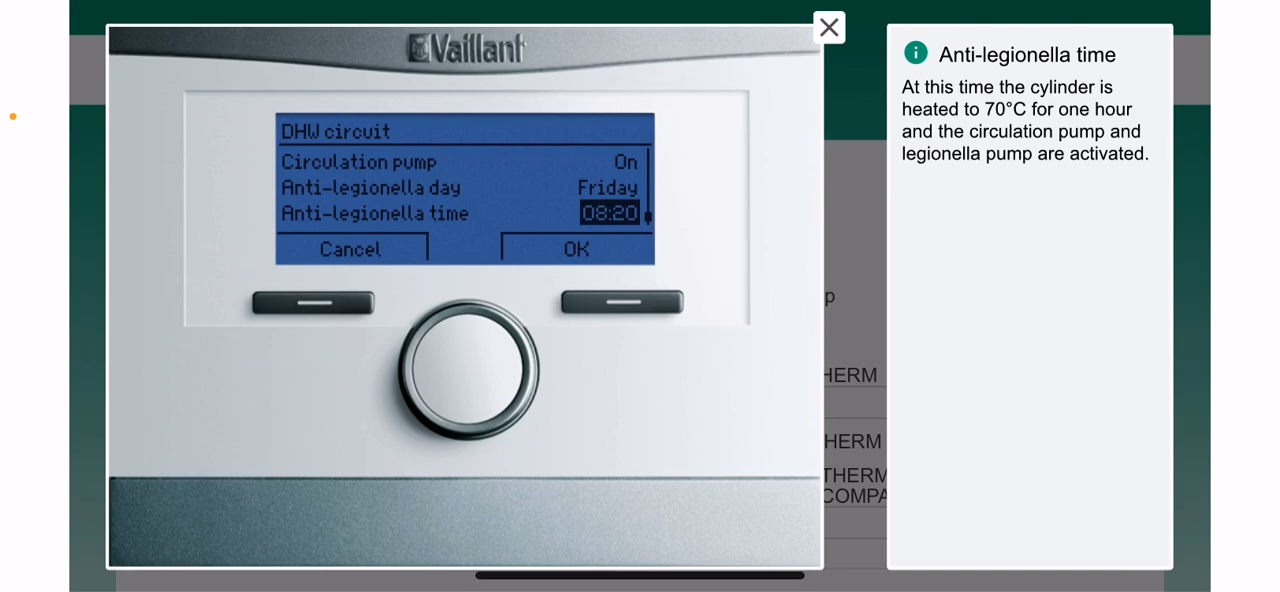 Vaillant
DHW circuit
Circulation pump On
Anti-legionella day Friday
Anti-legionella time 08:20
Cancel OK
p
HERM
HERM
THERM
COMPA
Anti-legionella time
At this time the cylinder is
heated to 70°C for one hour
and the circulation pump and
legionella pump are activated.